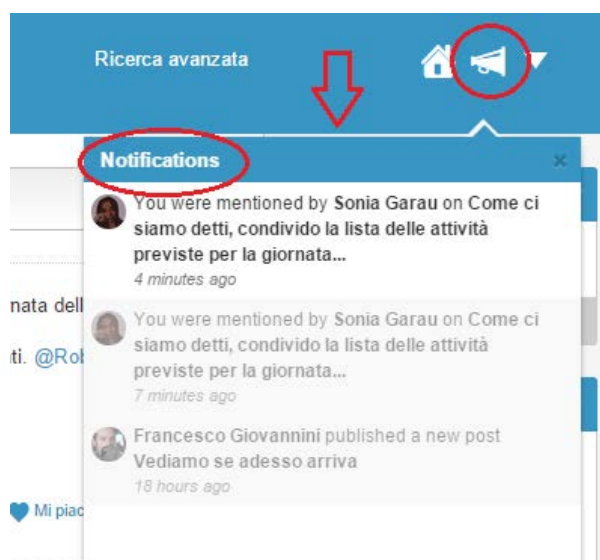 Ricerca avanzata
Notifications
You were mentioned by Sonia Garau on Come ci
siamo detti, condivido la lista delle attività
previste per la giornata...
4 minutes ago
You were mentioned by Sonia Garau on Come ci
siamo detti, condivido la lista delle attività
previste per la giornata...
7 minutes ago
Francesco Giovannini published a new post
Vediamo se adesso arriva
18 hours ago
nata dell
ti. @Rob
Mi piac